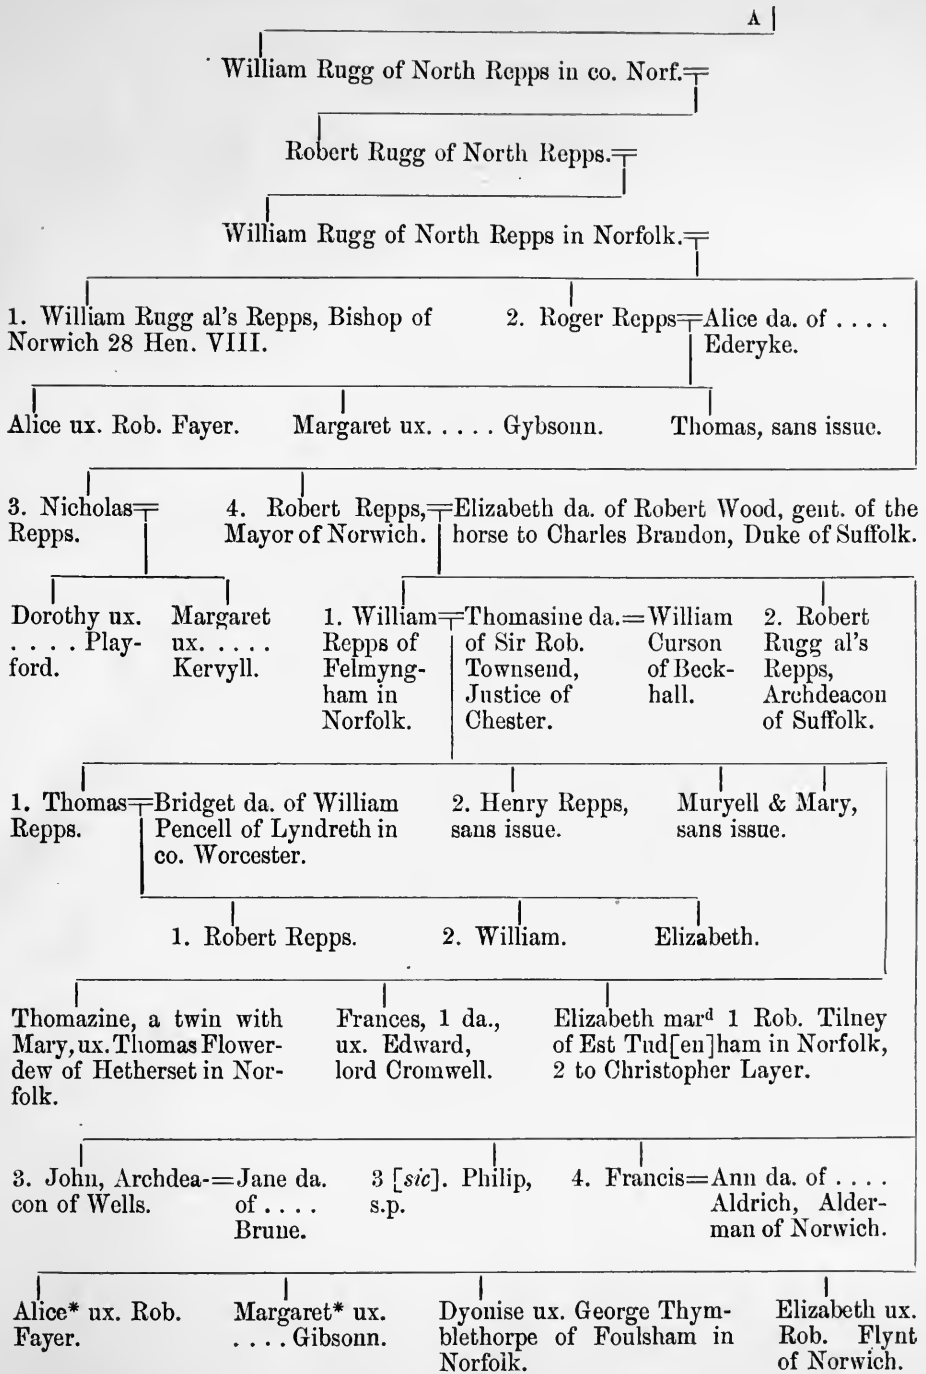 A
William Rugg of North Repps in co. Norf.
Robert Rugg of North Repps.
William Rugg of North Repps in Norfolk.
1. William Rugg al's Repps, Bishop of
Norwich 28 Hen. VIII.
2. Roger Repps
Alice da. of . . . .
Ederyke.
Alice ux. Rob. Fayer.
Margaret ux. . . . . Gybsonn.
Thomas, sans issue.
3. Nicholas
Repps.
4. Robert Repps,
Mayor of Norwich.
Elizabeth da. of Robert Wood, gent. of the
horse to Charles Brandon, Duke of Suffolk.
Dorothy ux.
. . . . Play-
ford.
Margaret
ux. . . . .
Kervyll.
1. William
Repps of
Felmyng-
ham in
Norfolk.
Thomasine da.
of Sir Rob.
Townsend,
Justice of
Chester.
=William
Curson
of Beck-
hall.
2. Robert
Rugg al's
Repps,
Archdeacon
of Suffolk.
1. Thomas
Repps.
Bridget da. of William
Pencell of Lyndreth in
co. Worcester.
2. Henry Repps,
sans issue.
Muryell & Mary,
sans issue.
1. Robert Repps.
2. William.
Elizabeth.
Thomazine, a twin with
Mary, ux. Thomas Flower-
dew of Hetherset in Nor-
folk.
Frances, 1 da.,
ux. Edward,
lord Cromwell.
Elizabeth marᵈ 1 Rob. Tilney
of Est Tud[en]ham in Norfolk,
2 to Christopher Layer.
3. John, Archdea-
con of Wells.
=Jane da.
of . . . .
Brune.
3 [sic]. Philip,
s.p.
4. Francis
=Ann da. of . . . .
Aldrich, Alder-
man of Norwich.
Alice* ux. Rob.
Fayer.
Margaret* ux.
. . . . Gibsonn.
Dyonise ux. George Thym-
blethorpe of Foulsham in
Norfolk.
Elizabeth ux.
Rob. Flynt
of Norwich.